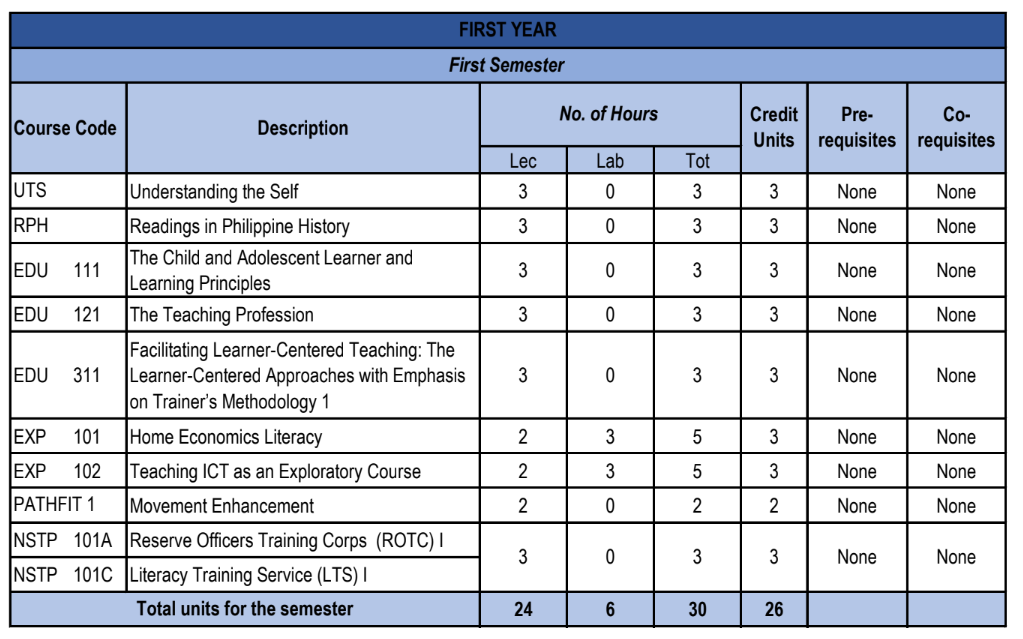 FIRST YEAR
First Semester
Course Code Description No. of Hours Credit Units Pre-requisites Co-requisites
Lec Lab Tot
UTS Understanding the Self 3 0 3 3 None None
RPH Readings in Philippine History 3 0 3 3 None None
EDU 111 The Child and Adolescent Learner and
Learning Principles 3 0 3 3 None None
EDU 121 The Teaching Profession 3 0 3 3 None None
Facilitating Learner-Centered Teaching: The
EDU 311 Learner-Centered Approaches with Emphasis 3 0 3 3 None None
on Trainer's Methodology 1
EXP 101 Home Economics Literacy 2 3 5 3 None None
EXP 102 Teaching ICT as an Exploratory Course 2 3 5 3 None None
PATHFIT 1 Movement Enhancement 2 0 2 2 None None
NSTP 101A Reserve Officers Training Corps (ROTC) I 3 0 3 3 None None
NSTP 101C Literacy Training Service (LTS) I
Total units for the semester 24 6 30 26